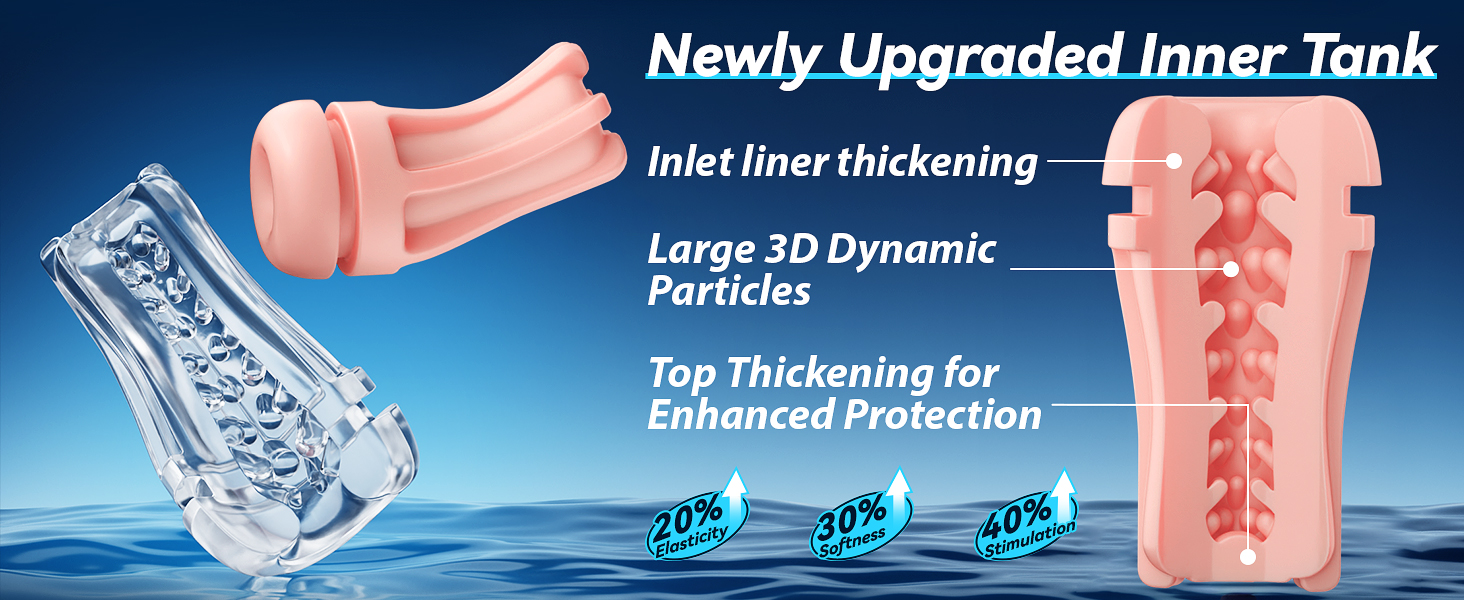 Newly Upgraded Inner Tank
Inlet liner thickening
Large 3D Dynamic
Particles
Top Thickening for
Enhanced Protection
20%
Elasticity
30%
Softness
40%
Stimulation